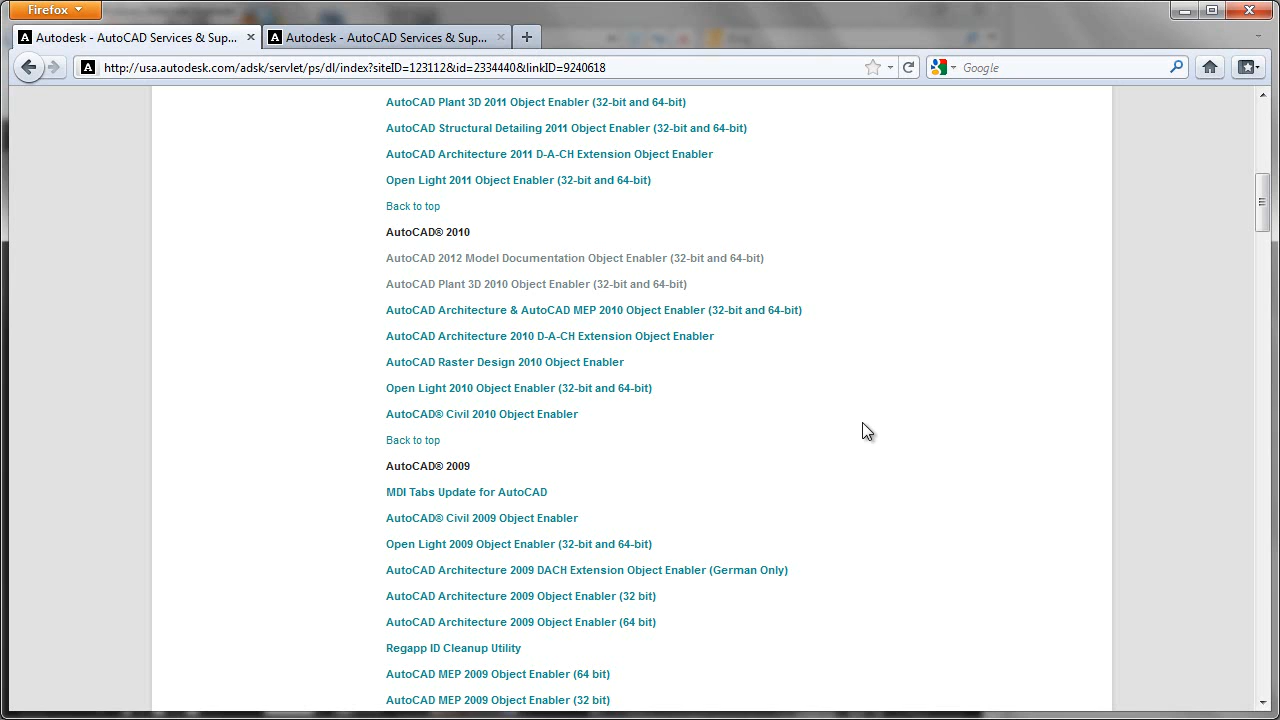 Firefox
Autodesk - AutoCAD Services & Sup...
Autodesk - AutoCAD Services & Sup...
http://usa.autodesk.com/adsk/servlet/ps/dl/index?siteID=123112&id=2334440&linkID=9240618
Google
AutoCAD Plant 3D 2011 Object Enabler (32-bit and 64-bit)
AutoCAD Structural Detailing 2011 Object Enabler (32-bit and 64-bit)
AutoCAD Architecture 2011 D-A-CH Extension Object Enabler
Open Light 2011 Object Enabler (32-bit and 64-bit)
Back to top
AutoCAD® 2010
AutoCAD 2012 Model Documentation Object Enabler (32-bit and 64-bit)
AutoCAD Plant 3D 2010 Object Enabler (32-bit and 64-bit)
AutoCAD Architecture & AutoCAD MEP 2010 Object Enabler (32-bit and 64-bit)
AutoCAD Architecture 2010 D-A-CH Extension Object Enabler
AutoCAD Raster Design 2010 Object Enabler
Open Light 2010 Object Enabler (32-bit and 64-bit)
AutoCAD® Civil 2010 Object Enabler
Back to top
AutoCAD® 2009
MDI Tabs Update for AutoCAD
AutoCAD® Civil 2009 Object Enabler
Open Light 2009 Object Enabler (32-bit and 64-bit)
AutoCAD Architecture 2009 DACH Extension Object Enabler (German Only)
AutoCAD Architecture 2009 Object Enabler (32 bit)
AutoCAD Architecture 2009 Object Enabler (64 bit)
Regapp ID Cleanup Utility
AutoCAD MEP 2009 Object Enabler (64 bit)
AutoCAD MEP 2009 Object Enabler (32 bit)